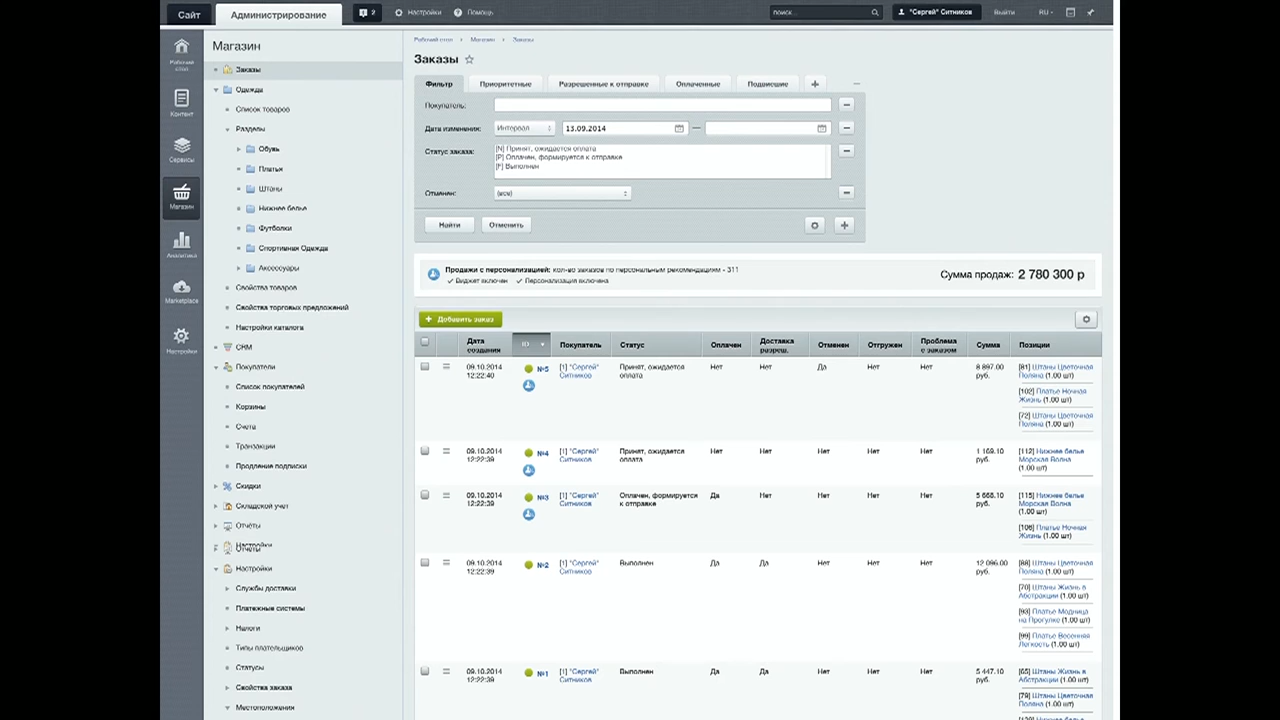 Сайт
Администрирование
2
Настройки
Помощь
поиск...
"Сергей" Ситников
Выйти
RU
Рабочий стол
Магазин
Заказы
Рабочий стол
Контент
Сервисы
Магазин
Аналитика
Marketplace
Настройки
Магазин
Заказы
Одежда
Список товаров
Разделы
Обувь
Платья
Штаны
Нижнее белье
Футболки
Спортивная Одежда
Аксессуары
Свойства товаров
Свойства торговых предложений
Настройки каталога
CRM
Покупатели
Список покупателей
Корзины
Счета
Транзакции
Продление подписки
Скидки
Складской учет
Отчеты
Настройки
Отчеты
Настройки
Службы доставки
Платежные системы
Налоги
Типы плательщиков
Статусы
Свойства заказа
Местоположения
Заказы
Фильтр
Приоритетные
Разрешенные к отправке
Оплаченные
Подвисшие
Покупатель:
Дата изменения:
Интервал
13.09.2014
Статус заказа:
[N] Принят, ожидается оплата
[P] Оплачен, формируется к отправке
[F] Выполнен
Отменен:
(все)
Найти
Отменить
Продажи с персонализацией: кол-во заказов по персональным рекомендациям - 311
Виджет включен
Персонализация включена
Сумма продаж: 2 780 300 р
Добавить заказ
Дата создания ID Покупатель Статус Оплачен Доставка разреш. Отменен Отгружен Проблема с заказом Сумма Позиции
09.10.2014 12:22:40 №5 [1] "Сергей" Ситников Принят, ожидается оплата Нет Нет Да Нет Нет 8 897.00 руб. [81] Штаны Цветочная Поляна (1.00 шт)
[102] Платье Ночная Жизнь (1.00 шт)
[72] Штаны Цветочная Поляна (1.00 шт)
09.10.2014 12:22:39 №4 [1] "Сергей" Ситников Принят, ожидается оплата Нет Нет Нет Нет Нет 1 169.10 руб. [112] Нижнее белье Морская Волна (1.00 шт)
09.10.2014 12:22:39 №3 [1] "Сергей" Ситников Оплачен, формируется к отправке Да Нет Нет Нет Нет 5 668.10 руб. [115] Нижнее белье Морская Волна (1.00 шт)
[106] Платье Ночная Жизнь (1.00 шт)
09.10.2014 12:22:39 №2 [1] "Сергей" Ситников Выполнен Да Да Нет Нет Нет 12 096.00 руб. [88] Штаны Цветочная Поляна (1.00 шт)
[70] Штаны Жизнь в Абстракции (1.00 шт)
[93] Платье Модница на Прогулке (1.00 шт)
[99] Платье Весенняя Легкость (1.00 шт)
09.10.2014 12:22:39 №1 [1] "Сергей" Ситников Выполнен Да Да Нет Нет Нет 5 447.10 руб. [65] Штаны Жизнь в Абстракции (1.00 шт)
[79] Штаны Цветочная Поляна (1.00 шт)